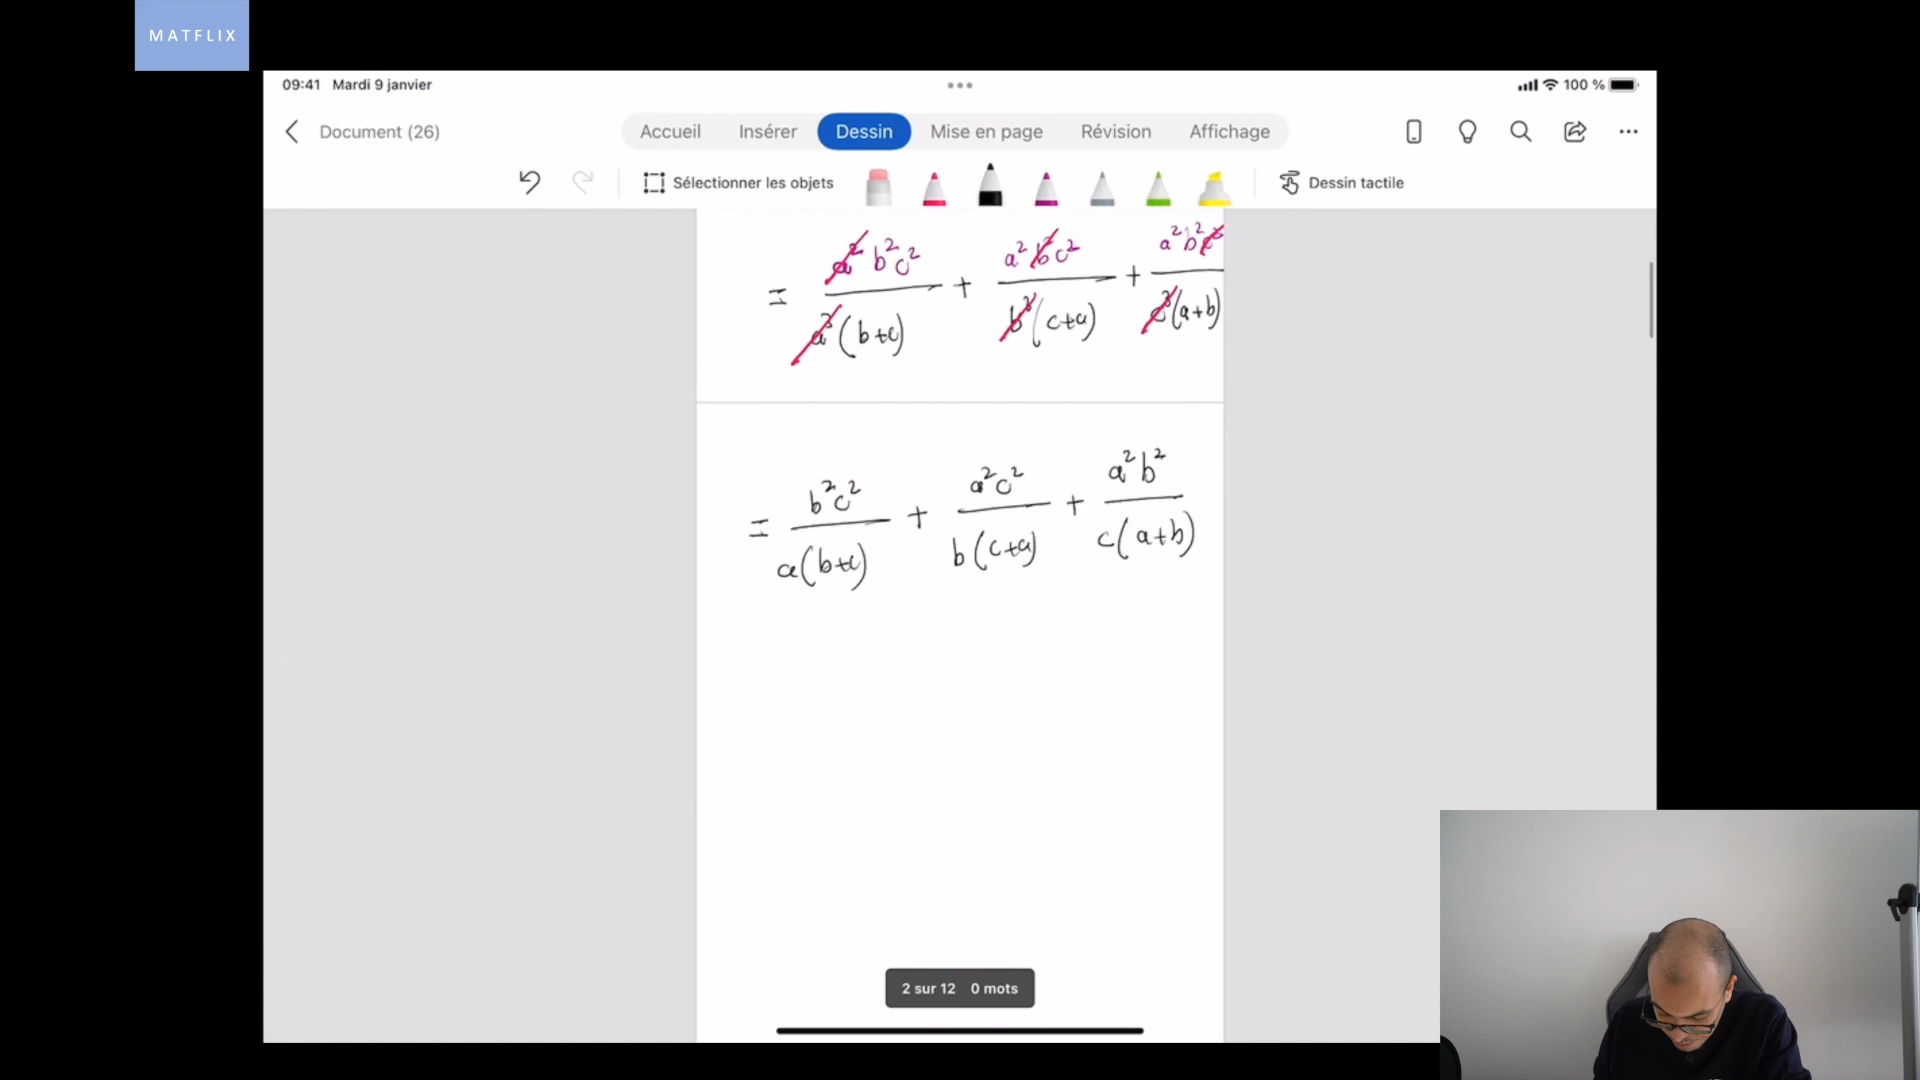 MATFLIX
09:41 Mardi 9 janvier
100 %
Document (26)
Accueil Insérer Dessin Mise en page Révision Affichage
Sélectionner les objets
Dessin tactile
= a²b²c² / a³(b+c) + a²b²c² / b³(c+a) + a²b²c² / c³(a+b)
= b²c² / a(b+c) + a²c² / b(c+a) + a²b² / c(a+b)
2 sur 12 0 mots